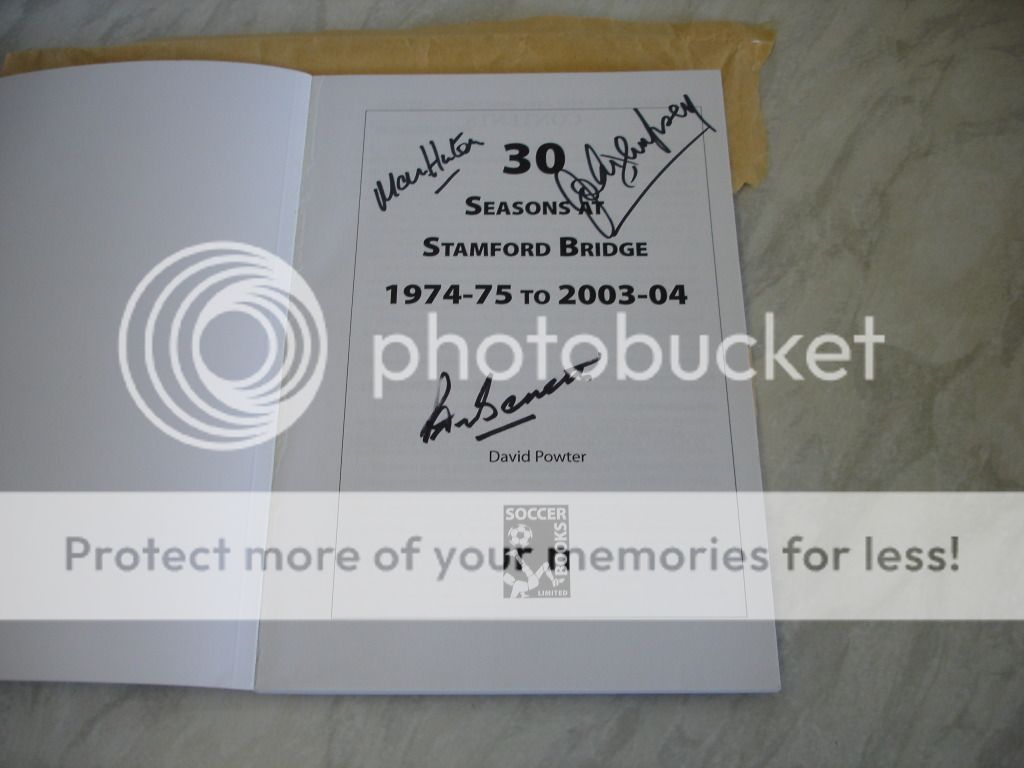 30
SEASONS AT
STAMFORD BRIDGE
1974-75 TO 2003-04
photobucket
David Powter
Protect more of your memories for less!
SOCCER
BOOKS
LIMITED